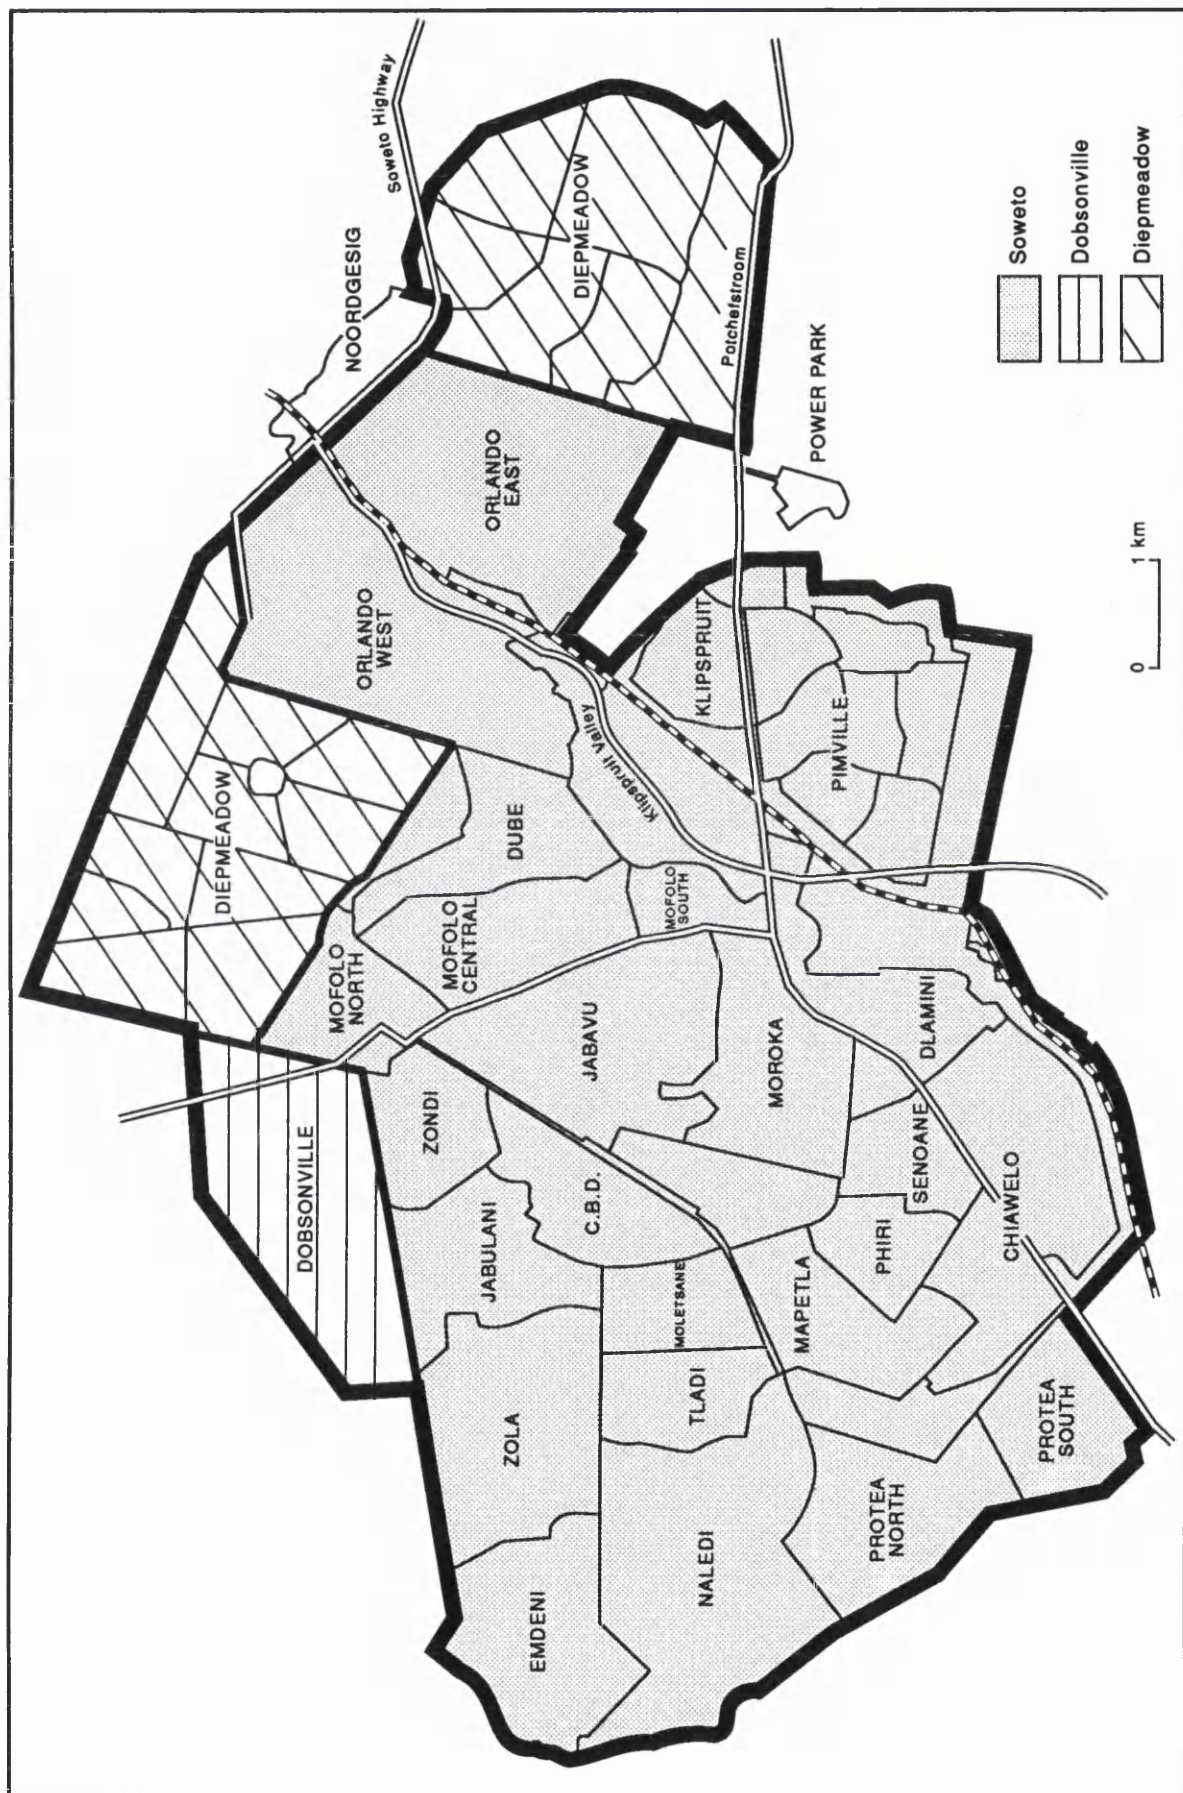 Soweto Highway
NOORDGESIG
DIEPMEADOW
Potchefstroom
POWER PARK
ORLANDO
EAST
ORLANDO
WEST
DIEPMEADOW
KLIPSPRUIT
Klipspruit Valley
PIMVILLE
DUBE
MOFOLO
SOUTH
MOFOLO
CENTRAL
MOFOLO
NORTH
JABAVU
MOROKA
DLAMINI
DOBSONVILLE
ZONDI
C.B.D.
SENOANE
CHIAWELO
JABULANI
PHIRI
MOLETSANE
MAPETLA
ZOLA
TLADI
PROTEA
SOUTH
PROTEA
NORTH
EMDENI
NALEDI
Soweto
Dobsonville
Diepmeadow
0 1 km